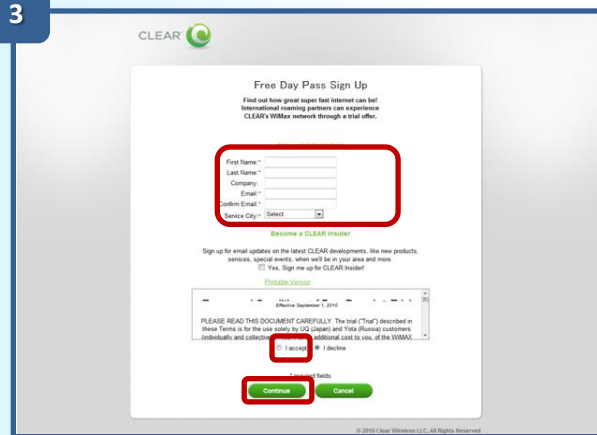 3
CLEAR
Free Day Pass Sign Up
Find out how great super fast internet can be!
International roaming partners can experience
CLEAR's WiMax network through a trial offer.
First Name:*
Last Name:*
Company:
Email:*
Confirm Email:*
Service City:* Select
Become a CLEAR Insider
Sign up for email updates on the latest CLEAR developments, like new products,
services, special events, when we'll be in your area and more.
Yes, Sign me up for CLEAR Insider!
Printable Version
Effective September 1, 2010
PLEASE READ THIS DOCUMENT CAREFULLY. The trial ("Trial") described in
these Terms is for the use solely by UQ (Japan) and Yota (Russia) customers
(individually and additional cost to you, of the WiMAX
I accept I decline
* required fields
Continue Cancel
© 2010 Clear Wireless LLC, All Rights Reserved